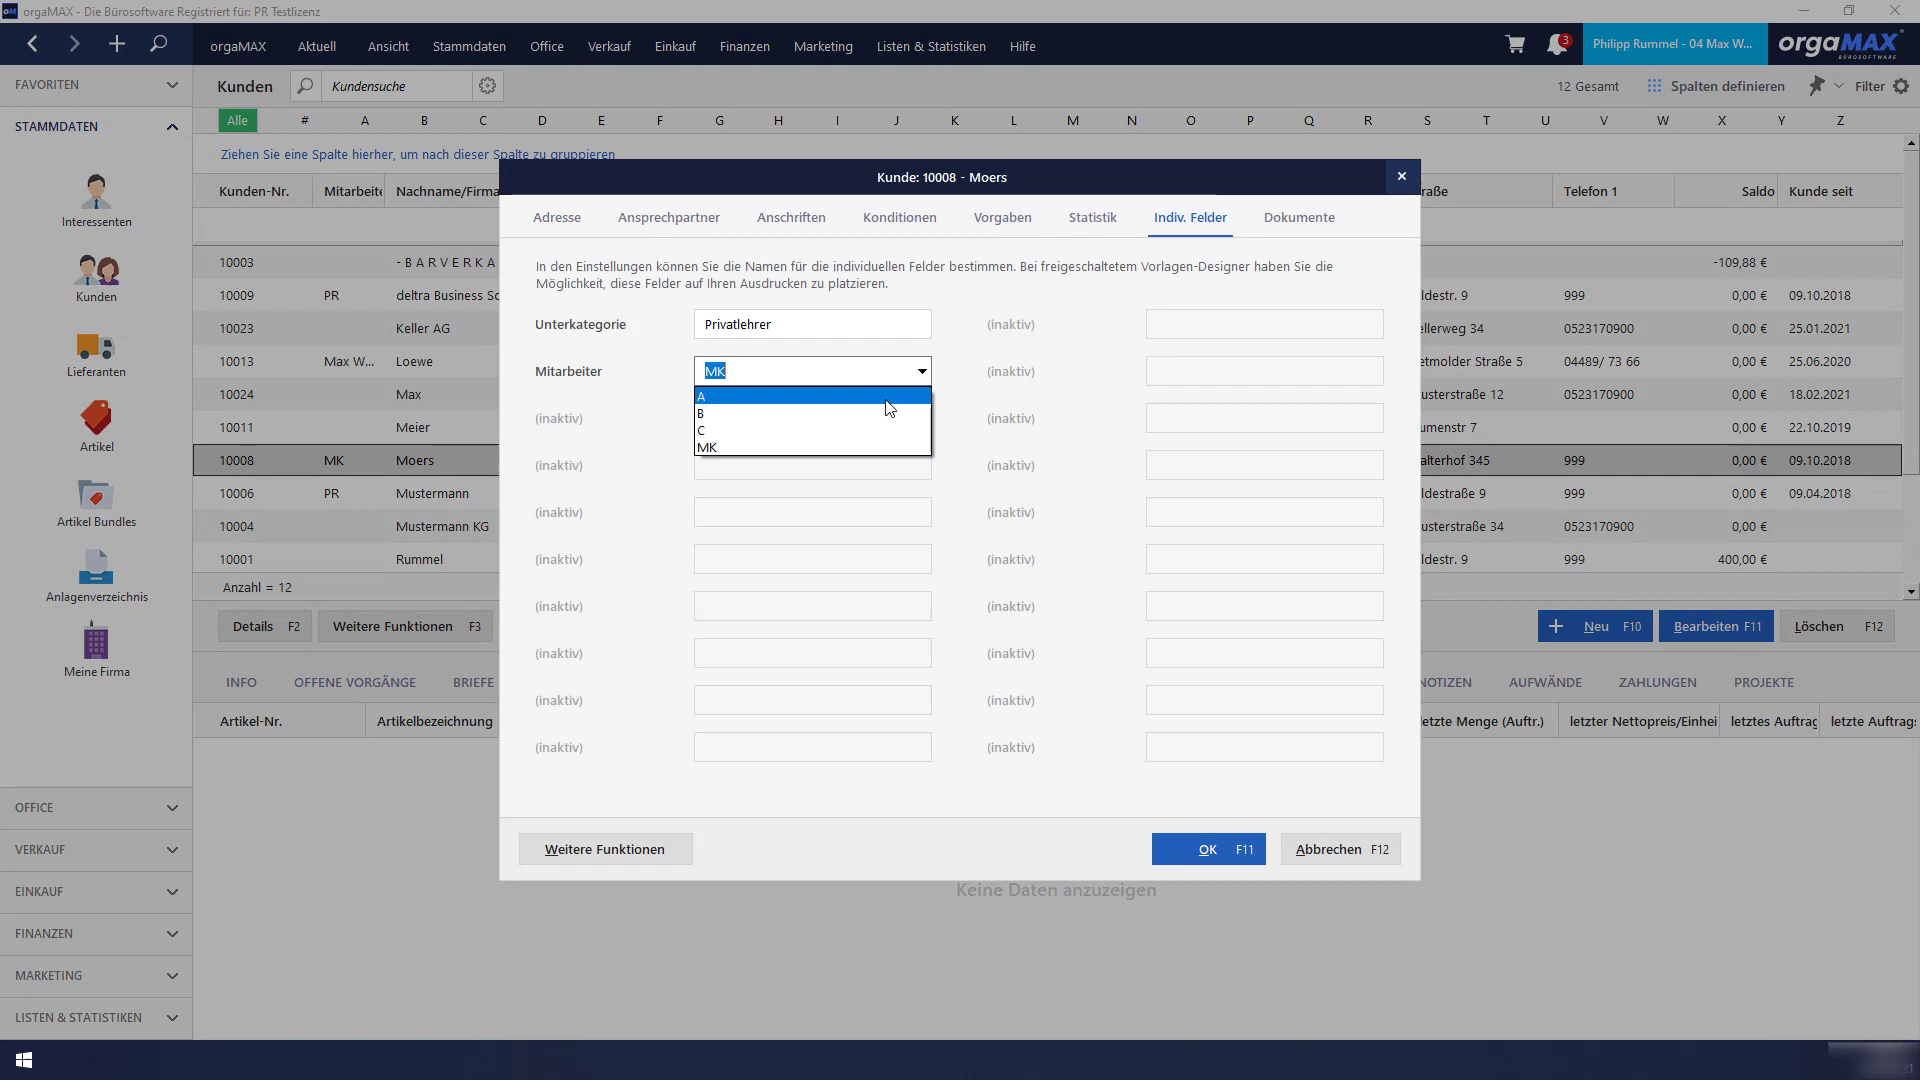 orgaMAX - Die Bürosoftware Registriert für: PR Testlizenz
orgaMAX Aktuell Ansicht Stammdaten Office Verkauf Einkauf Finanzen Marketing Listen & Statistiken Hilfe
3
Philipp Rummel - 04 Max W...
orgaMAX
BÜROSOFTWARE
FAVORITEN
Kunden
Kundensuche
12 Gesamt
Spalten definieren
Filter
STAMMDATEN
Alle # A B C D E F G H I J K L M N O P Q R S T U V W X Y Z
Ziehen Sie eine Spalte hierher, um nach dieser Spalte zu gruppieren
Kunden-Nr. Mitarbeite Nachname/Firma
raße Telefon 1 Saldo Kunde seit
Interessenten
Kunden
Lieferanten
Artikel
Artikel Bundles
Anlagenverzeichnis
Meine Firma
10003 - B A R V E R K A -109,88 €
10009 PR deltra Business Sc ldestr. 9 999 0,00 € 09.10.2018
10023 Keller AG ellerweg 34 0523170900 0,00 € 25.01.2021
10013 Max W... Loewe etmolder Straße 5 04489/ 73 66 0,00 € 25.06.2020
10024 Max usterstraße 12 0523170900 0,00 € 18.02.2021
10011 Meier umenstr 7 0,00 € 22.10.2019
10008 MK Moers alterhof 345 999 0,00 € 09.10.2018
10006 PR Mustermann ldestraße 9 999 0,00 € 09.04.2018
10004 Mustermann KG usterstraße 34 0523170900 0,00 €
10001 Rummel ldestr. 9 999 400,00 €
Anzahl = 12
Details F2 Weitere Funktionen F3
Neu F10 Bearbeiten F11 Löschen F12
INFO OFFENE VORGÄNGE BRIEFE
NOTIZEN AUFWÄNDE ZAHLUNGEN PROJEKTE
Artikel-Nr. Artikelbezeichnung
etzte Menge (Auftr.) letzter Nettopreis/Einhei letztes Auftrag letzte Auftrag
Keine Daten anzuzeigen
Kunde: 10008 - Moers
Adresse Ansprechpartner Anschriften Konditionen Vorgaben Statistik Indiv. Felder Dokumente
In den Einstellungen können Sie die Namen für die individuellen Felder bestimmen. Bei freigeschaltetem Vorlagen-Designer haben Sie die
Möglichkeit, diese Felder auf Ihren Ausdrucken zu platzieren.
Unterkategorie Privatlehrer (inaktiv)
Mitarbeiter MK (inaktiv)
A
B
C
MK
(inaktiv) (inaktiv)
(inaktiv) (inaktiv)
(inaktiv) (inaktiv)
(inaktiv) (inaktiv)
(inaktiv) (inaktiv)
(inaktiv) (inaktiv)
(inaktiv) (inaktiv)
(inaktiv) (inaktiv)
Weitere Funktionen OK F11 Abbrechen F12
OFFICE
VERKAUF
EINKAUF
FINANZEN
MARKETING
LISTEN & STATISTIKEN